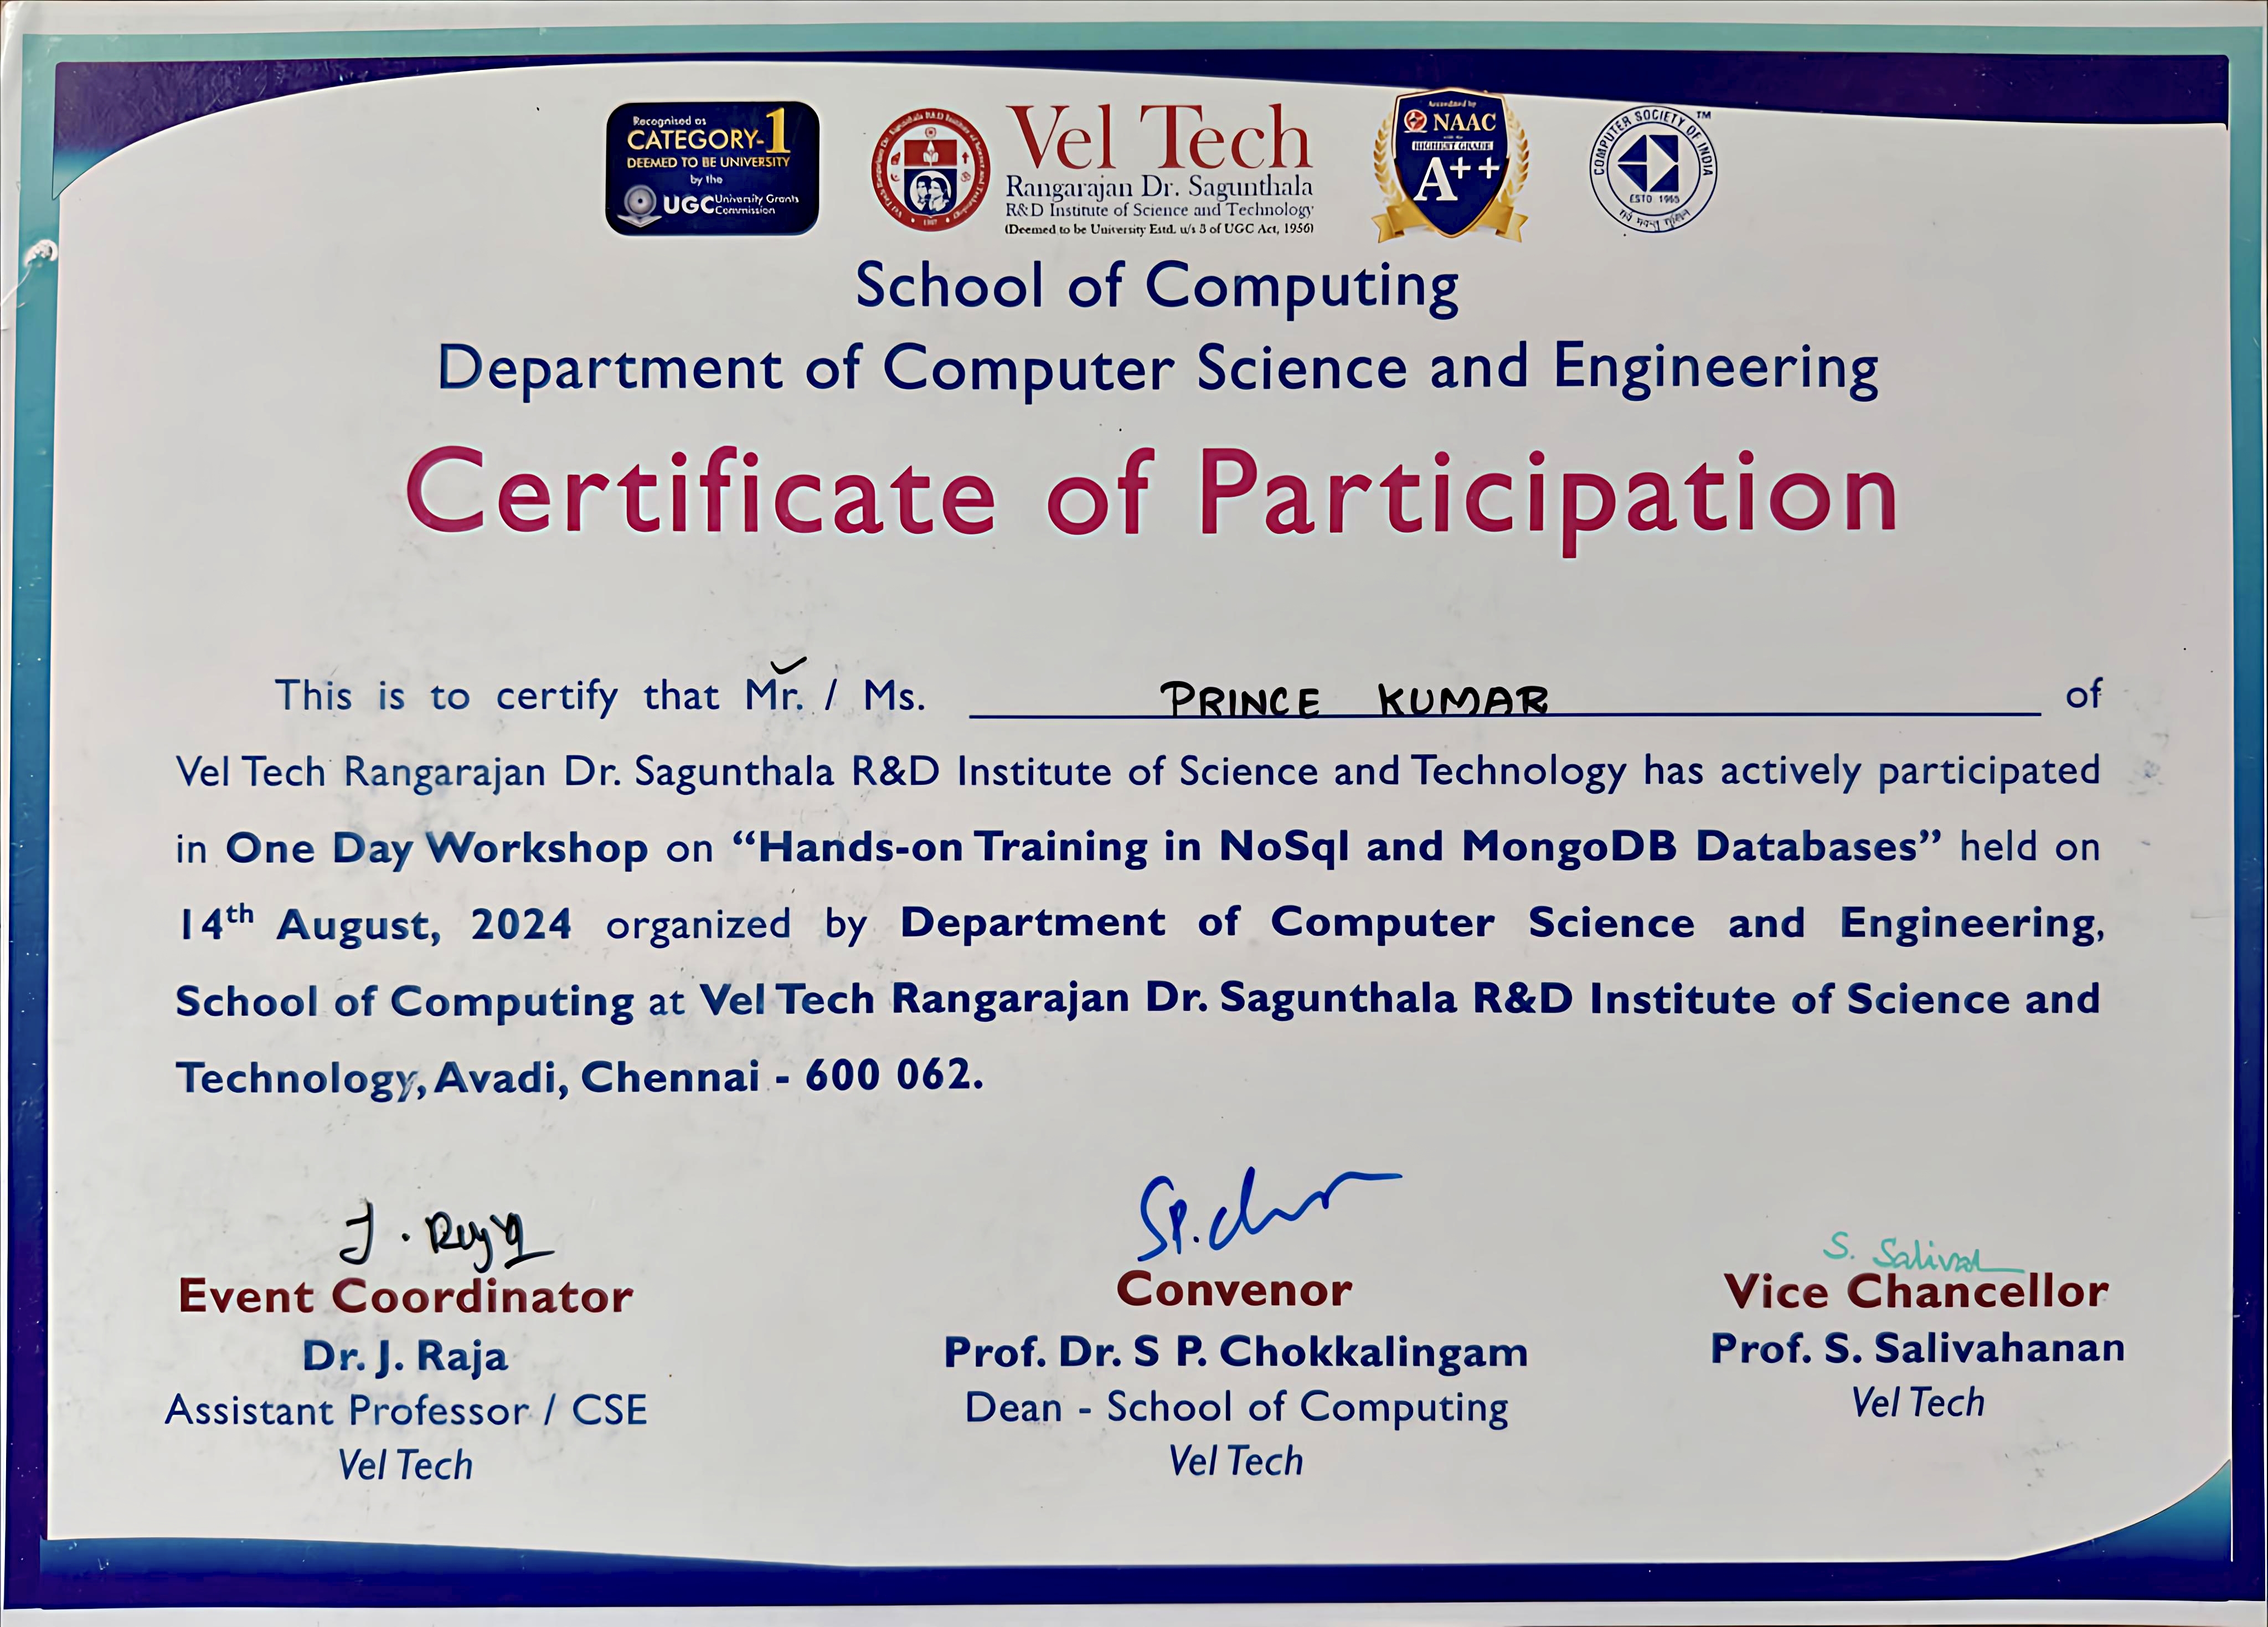 Recognised as
CATEGORY-1
DEEMED TO BE UNIVERSITY
by the
UGC University Grants Commission
Vel Tech
Rangarajan Dr. Sagunthala
R&D Institute of Science and Technology
(Deemed to be University Estd. u/s 3 of UGC Act, 1956)
Accredited by
NAAC
with the
HIGHEST GRADE
A++
COMPUTER SOCIETY OF INDIA
TM
ESTD 1965
School of Computing
Department of Computer Science and Engineering
Certificate of Participation
This is to certify that Mr. / Ms. PRINCE KUMAR of
Vel Tech Rangarajan Dr. Sagunthala R&D Institute of Science and Technology has actively participated
in One Day Workshop on “Hands-on Training in NoSql and MongoDB Databases” held on
14th August, 2024 organized by Department of Computer Science and Engineering,
School of Computing at Vel Tech Rangarajan Dr. Sagunthala R&D Institute of Science and
Technology, Avadi, Chennai - 600 062.
J. Raja
Event Coordinator
Dr. J. Raja
Assistant Professor / CSE
Vel Tech
Convenor
Prof. Dr. S P. Chokkalingam
Dean - School of Computing
Vel Tech
S. Salivah
Vice Chancellor
Prof. S. Salivahanan
Vel Tech